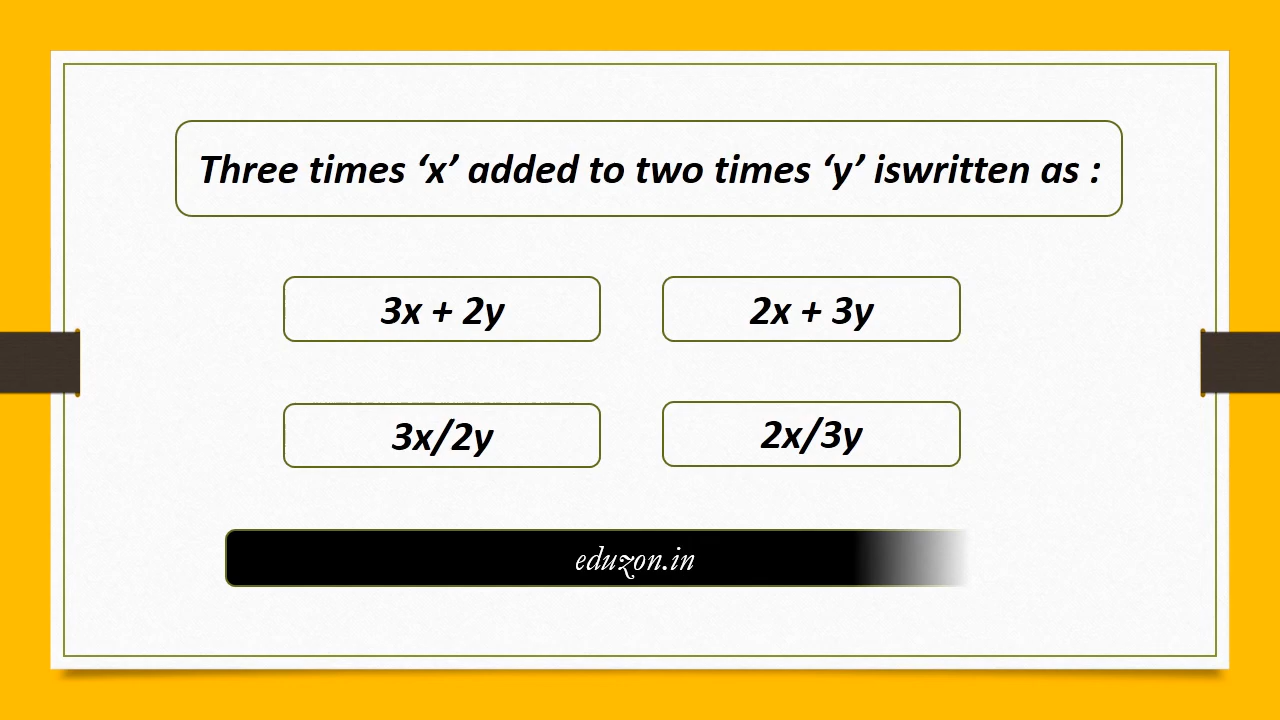 Three times ‘x’ added to two times ‘y’ iswritten as :
3x + 2y
2x + 3y
3x/2y
2x/3y
eduzon.in